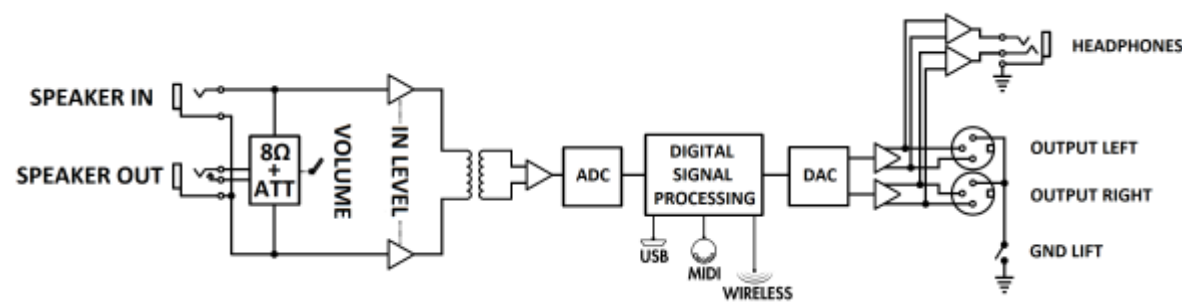 SPEAKER IN
SPEAKER OUT
8Ω
+
ATT
VOLUME
IN LEVEL
ADC
DIGITAL
SIGNAL
PROCESSING
USB
MIDI
WIRELESS
DAC
HEADPHONES
OUTPUT LEFT
OUTPUT RIGHT
GND LIFT